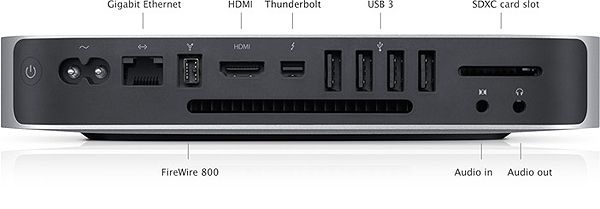 Gigabit Ethernet
HDMI
Thunderbolt
USB 3
SDXC card slot
HDMI
FireWire 800
Audio in
Audio out